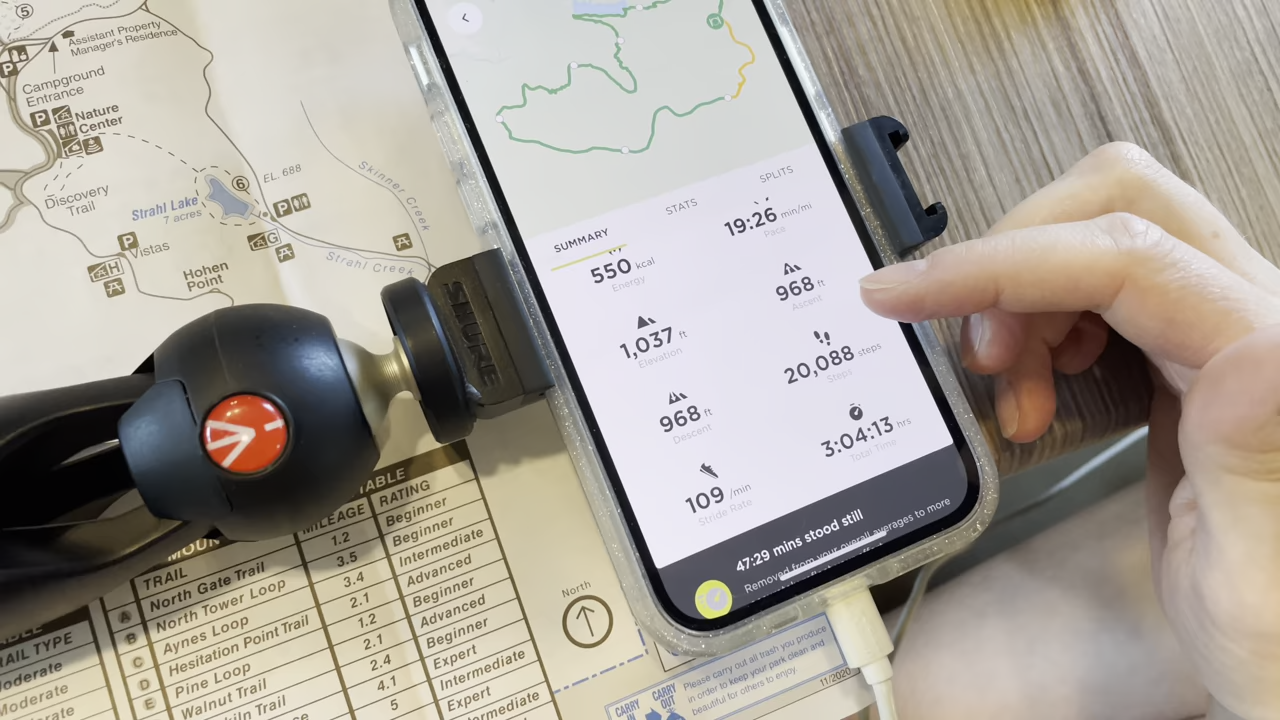 5
Assistant Property
Manager's Residence
P
Campground
Entrance
P
Nature
Center
Discovery
Trail
Strahl Lake
7 acres
6
EL. 688
P
Skinner
Creek
G
Strahl Creek
P
Vistas
H
Hohen
Point
SHURE
SUMMARY
STATS
SPLITS
550 kcal
Energy
19:26 min/mi
Pace
1,037 ft
Elevation
968 ft
Ascent
968 ft
Descent
20,088 steps
Steps
109 /min
Stride Rate
3:04:13 hrs
Total Time
47:29 mins stood still
Removed from your overall averages to more
MOUN
TABLE
TRAIL
MILEAGE
RATING
A
North Gate Trail
1.2
Beginner
B
North Tower Loop
3.5
Beginner
C
Aynes Loop
3.4
Intermediate
D
Hesitation Point Trail
2.1
Advanced
E
Pine Loop
1.2
Beginner
Walnut Trail
2.1
Advanced
2.4
Beginner
4.1
Expert
5
Intermediate
Expert
RAIL TYPE
North
CARRY
IN
CARRY
OUT
Please carry out all trash you produce
in order to keep your park clean and
beautiful for others to enjoy.
11/2020